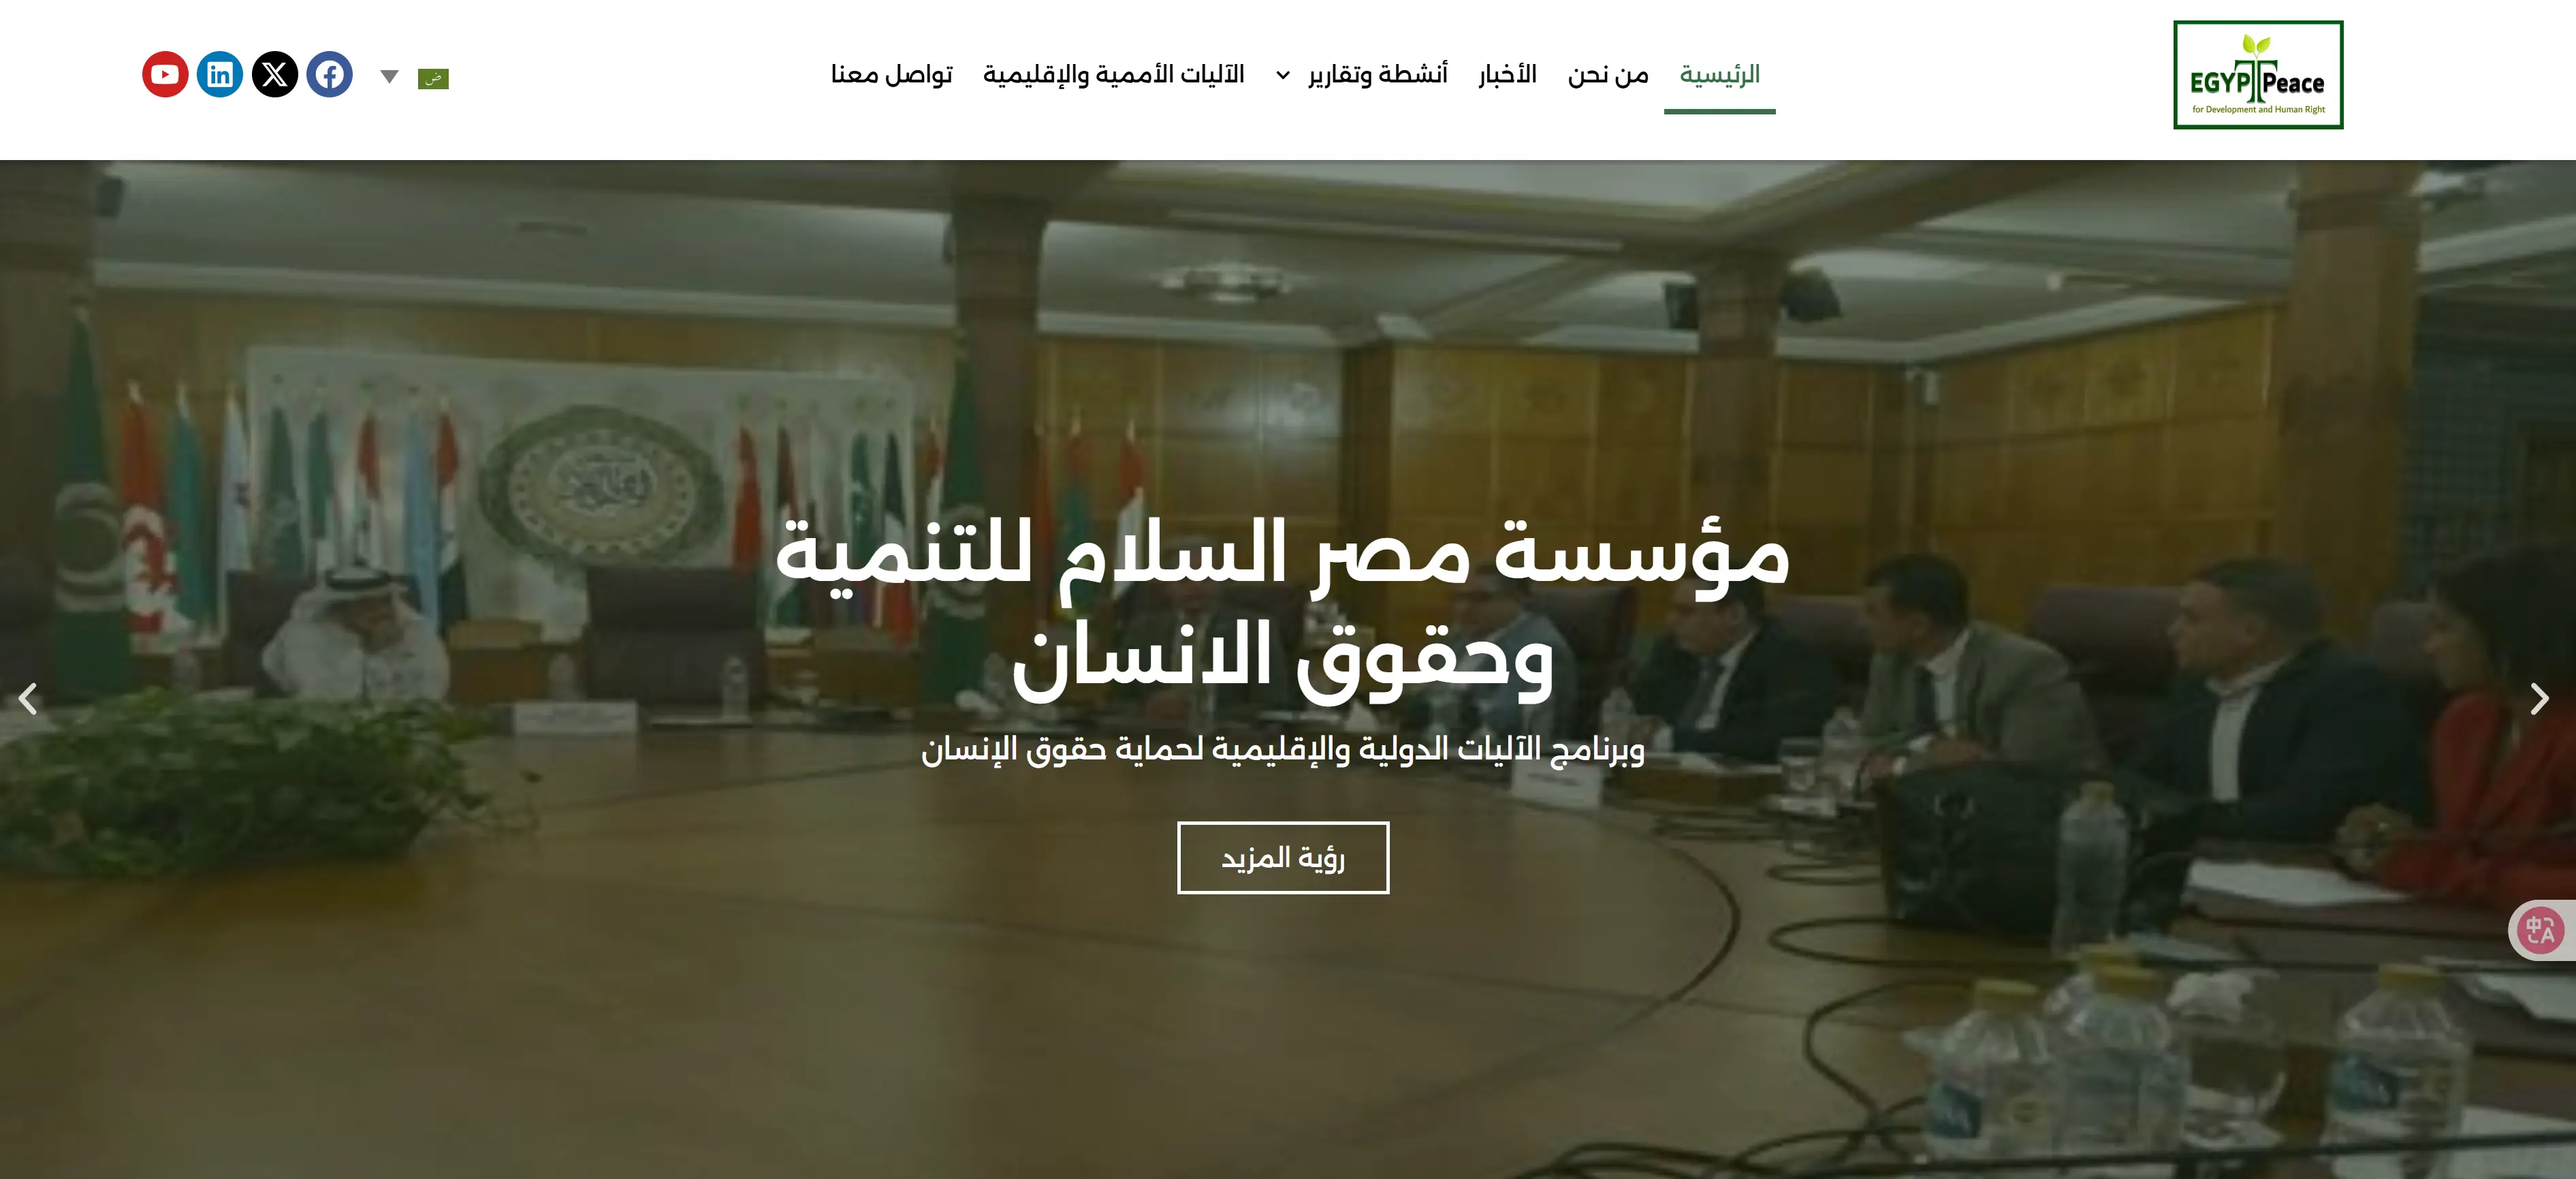 EGYPT Peace
for Development and Human Right
الرئيسية
من نحن
الأخبار
أنشطة وتقارير
الآليات الأممية والإقليمية
تواصل معنا
ض
مؤسسة مصر السلام للتنمية
وحقوق الانسان
وبرنامج الآليات الدولية والإقليمية لحماية حقوق الإنسان
رؤية المزيد